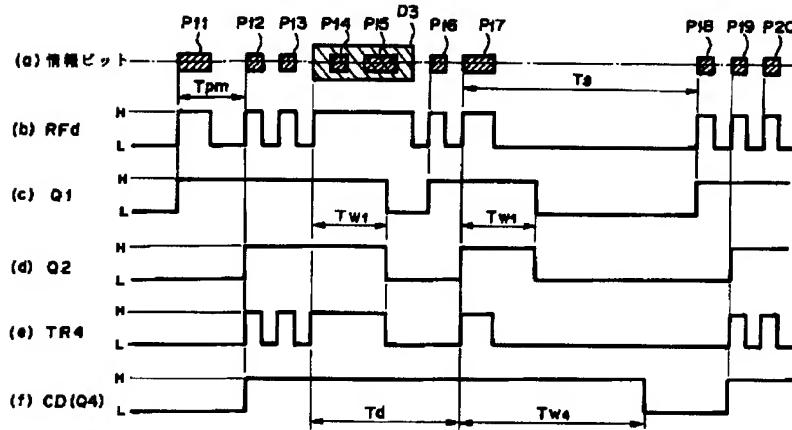 P11 P12 P13 P14 P15 D3 P16 P17 P18 P19 P20
(a) 情報ビット
Tpm Ts
(b) RFd H L
(c) Q1 H L
Tw1 Tw1
(d) Q2 H L
(e) TR4 H L
(f) CD(Q4) H L
Td Tw4